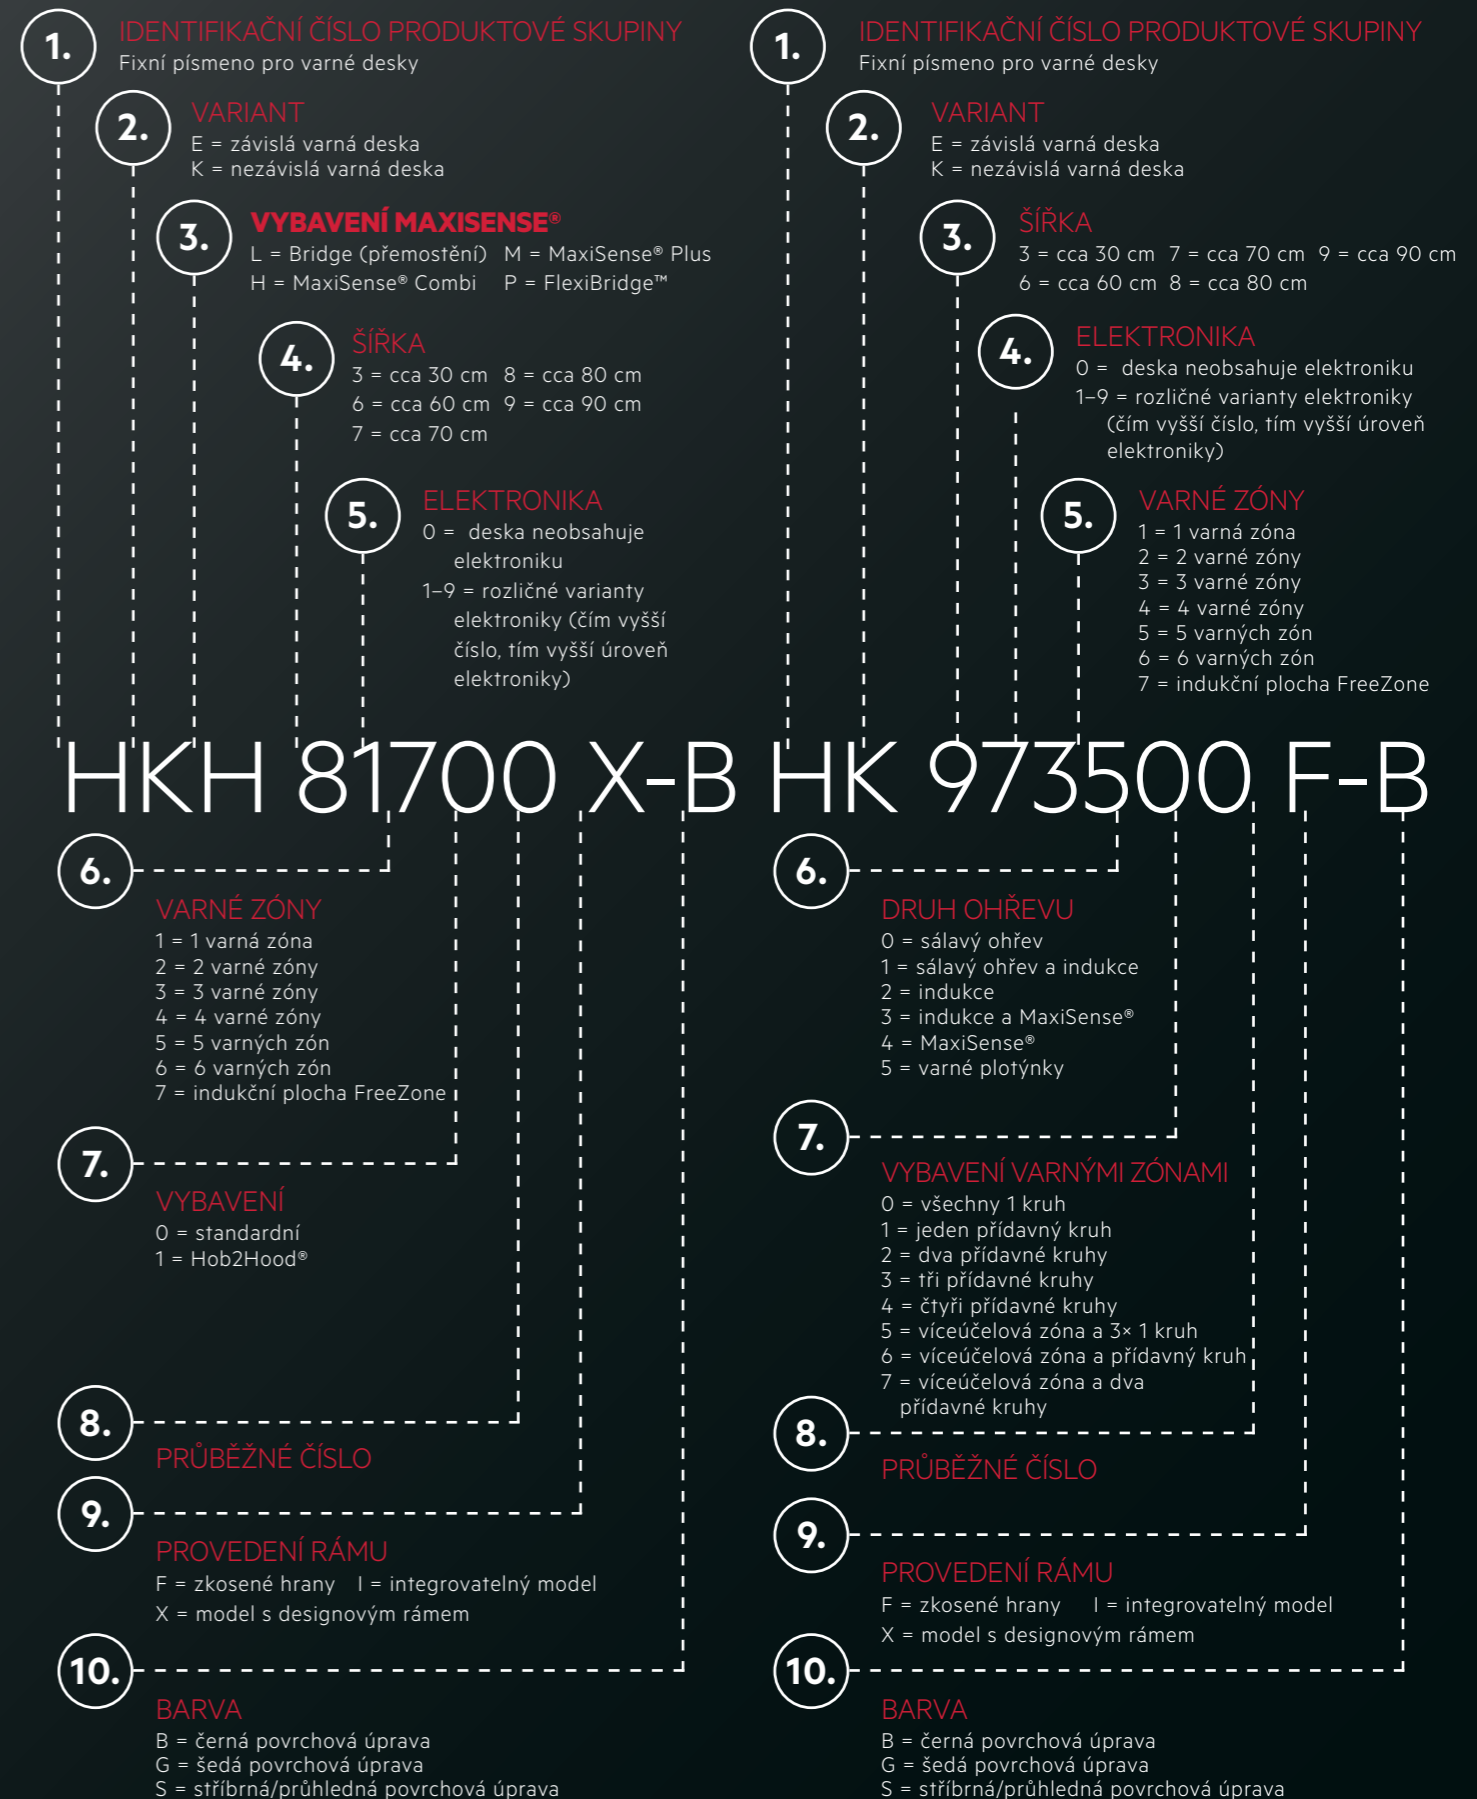 1.
IDENTIFIKAČNÍ ČÍSLO PRODUKTOVÉ SKUPINY
Fixní písmeno pro varné desky
2.
VARIANT
E = závislá varná deska
K = nezávislá varná deska
3.
VYBAVENÍ MAXISENSE®
L = Bridge (přemostění) M = MaxiSense® Plus
H = MaxiSense® Combi P = FlexiBridge™
4.
ŠÍŘKA
3 = cca 30 cm 8 = cca 80 cm
6 = cca 60 cm 9 = cca 90 cm
7 = cca 70 cm
5.
ELEKTRONIKA
0 = deska neobsahuje
elektroniku
1–9 = rozličné varianty
elektroniky (čím vyšší
číslo, tím vyšší úroveň
elektroniky)
HKH 81700 X-B
6.
VARNÉ ZÓNY
1 = 1 varná zóna
2 = 2 varné zóny
3 = 3 varné zóny
4 = 4 varné zóny
5 = 5 varných zón
6 = 6 varných zón
7 = indukční plocha FreeZone
7.
VYBAVENÍ
0 = standardní
1 = Hob2Hood®
8.
PRŮBĚŽNÉ ČÍSLO
9.
PROVEDENÍ RÁMU
F = zkosené hrany I = integrovatelný model
X = model s designovým rámem
10.
BARVA
B = černá povrchová úprava
G = šedá povrchová úprava
S = stříbrná/průhledná povrchová úprava
1.
IDENTIFIKAČNÍ ČÍSLO PRODUKTOVÉ SKUPINY
Fixní písmeno pro varné desky
2.
VARIANT
E = závislá varná deska
K = nezávislá varná deska
3.
ŠÍŘKA
3 = cca 30 cm 7 = cca 70 cm 9 = cca 90 cm
6 = cca 60 cm 8 = cca 80 cm
4.
ELEKTRONIKA
0 = deska neobsahuje elektroniku
1–9 = rozličné varianty elektroniky
(čím vyšší číslo, tím vyšší úroveň
elektroniky)
5.
VARNÉ ZÓNY
1 = 1 varná zóna
2 = 2 varné zóny
3 = 3 varné zóny
4 = 4 varné zóny
5 = 5 varných zón
6 = 6 varných zón
7 = indukční plocha FreeZone
HK 973500 F-B
6.
DRUH OHŘEVU
0 = sálavý ohřev
1 = sálavý ohřev a indukce
2 = indukce
3 = indukce a MaxiSense®
4 = MaxiSense®
5 = varné plotýnky
7.
VYBAVENÍ VARNÝMI ZÓNAMI
0 = všechny 1 kruh
1 = jeden přídavný kruh
2 = dva přídavné kruhy
3 = tři přídavné kruhy
4 = čtyři přídavné kruhy
5 = víceúčelová zóna a 3× 1 kruh
6 = víceúčelová zóna a přídavný kruh
7 = víceúčelová zóna a dva
přídavné kruhy
8.
PRŮBĚŽNÉ ČÍSLO
9.
PROVEDENÍ RÁMU
F = zkosené hrany I = integrovatelný model
X = model s designovým rámem
10.
BARVA
B = černá povrchová úprava
G = šedá povrchová úprava
S = stříbrná/průhledná povrchová úprava